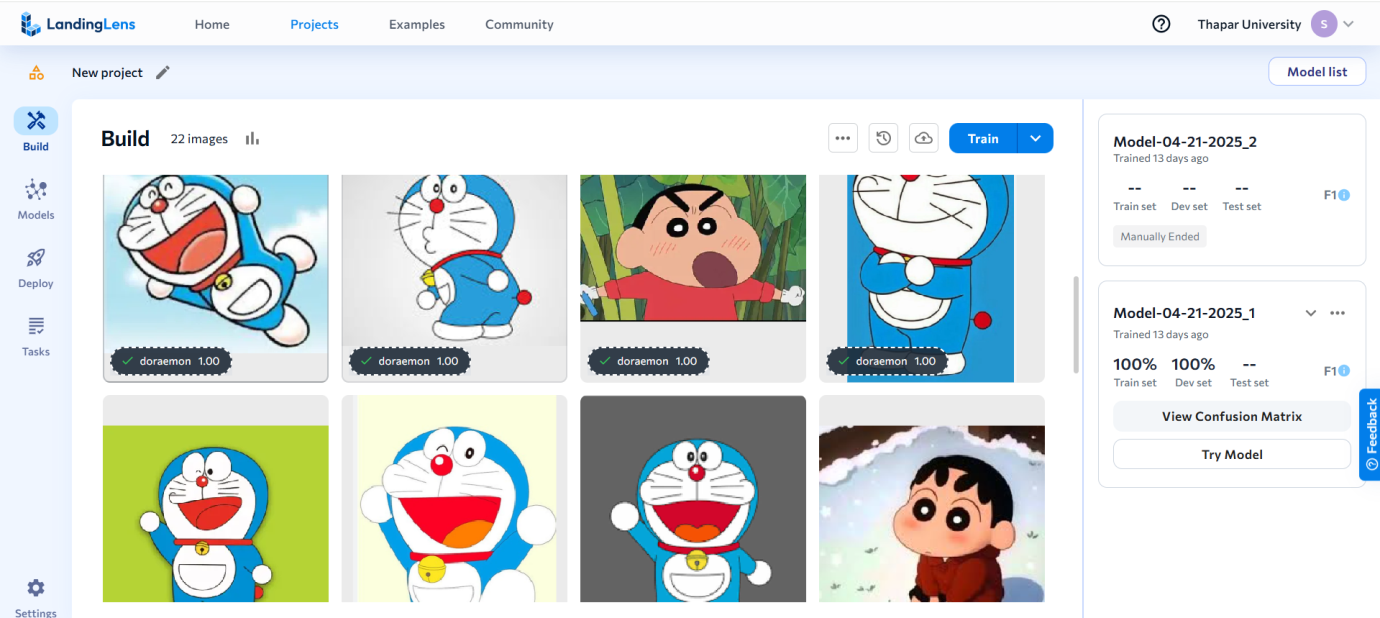 LandingLens Home Projects Examples Community Thapar University S
New project Model list
Build
Models
Deploy
Tasks
Settings
Build 22 images Train
doraemon 1.00
doraemon 1.00
doraemon 1.00
doraemon 1.00
Model-04-21-2025_2
Trained 13 days ago
-- -- --
Train set Dev set Test set F1
Manually Ended
Model-04-21-2025_1
Trained 13 days ago
100% 100% --
Train set Dev set Test set F1
View Confusion Matrix
Try Model
Feedback